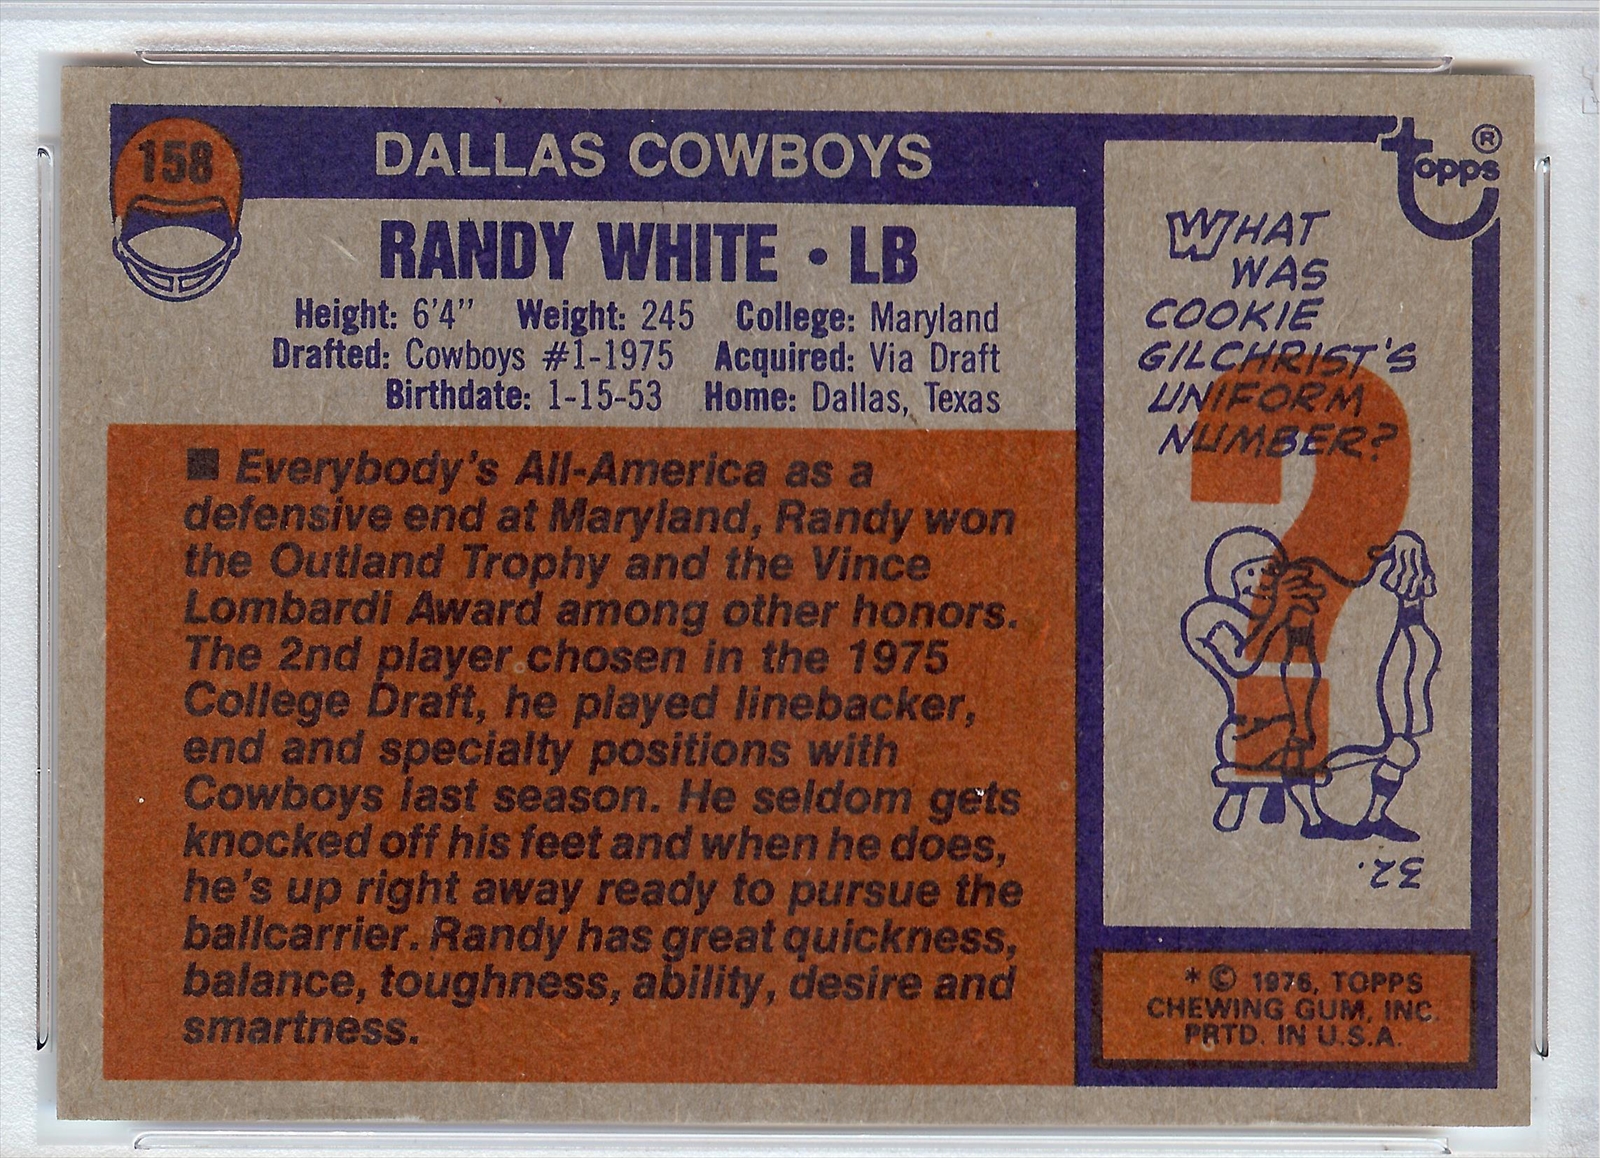 158
DALLAS COWBOYS
RANDY WHITE • LB
Height: 6'4" Weight: 245 College: Maryland
Drafted: Cowboys #1-1975 Acquired: Via Draft
Birthdate: 1-15-53 Home: Dallas, Texas
■ Everybody's All-America as a
defensive end at Maryland, Randy won
the Outland Trophy and the Vince
Lombardi Award among other honors.
The 2nd player chosen in the 1975
College Draft, he played linebacker,
end and specialty positions with
Cowboys last season. He seldom gets
knocked off his feet and when he does,
he's up right away ready to pursue the
ballcarrier. Randy has great quickness,
balance, toughness, ability, desire and
smartness.
topps ®
WHAT
WAS
COOKIE
GILCHRIST'S
UNIFORM
NUMBER?
?
32.
* © 1976, TOPPS
CHEWING GUM, INC.
PRTD. IN U.S.A.